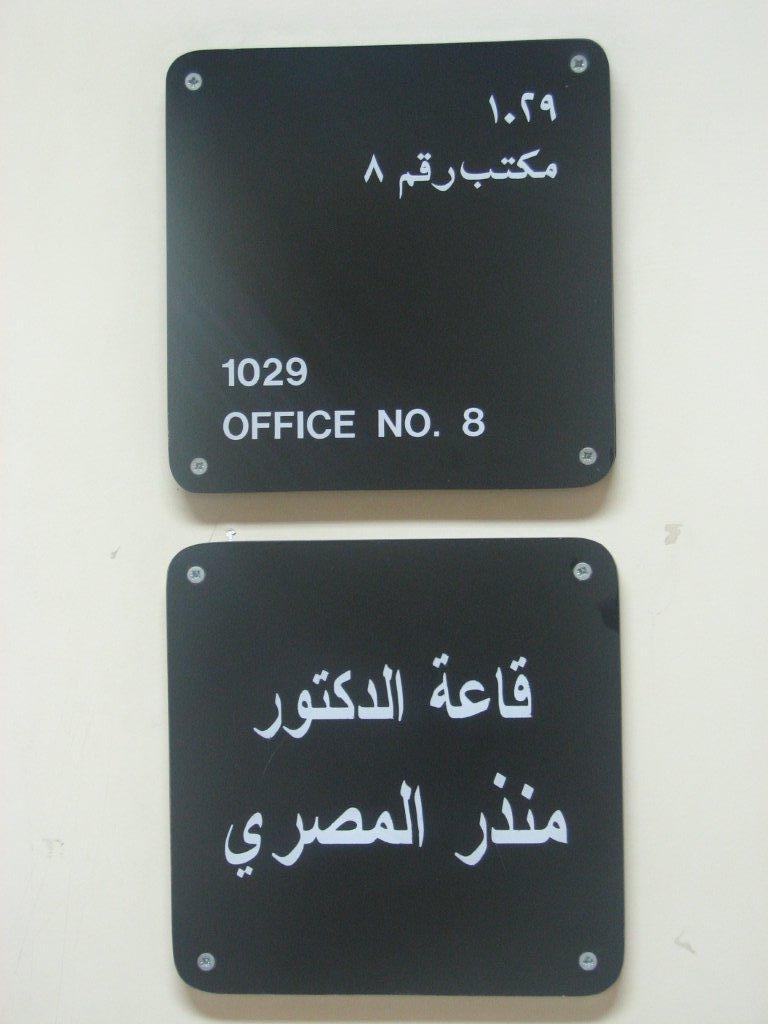 ١٠٢٩
مكتب رقم ٨
1029
OFFICE NO. 8
قاعة الدكتور
منذر المصري